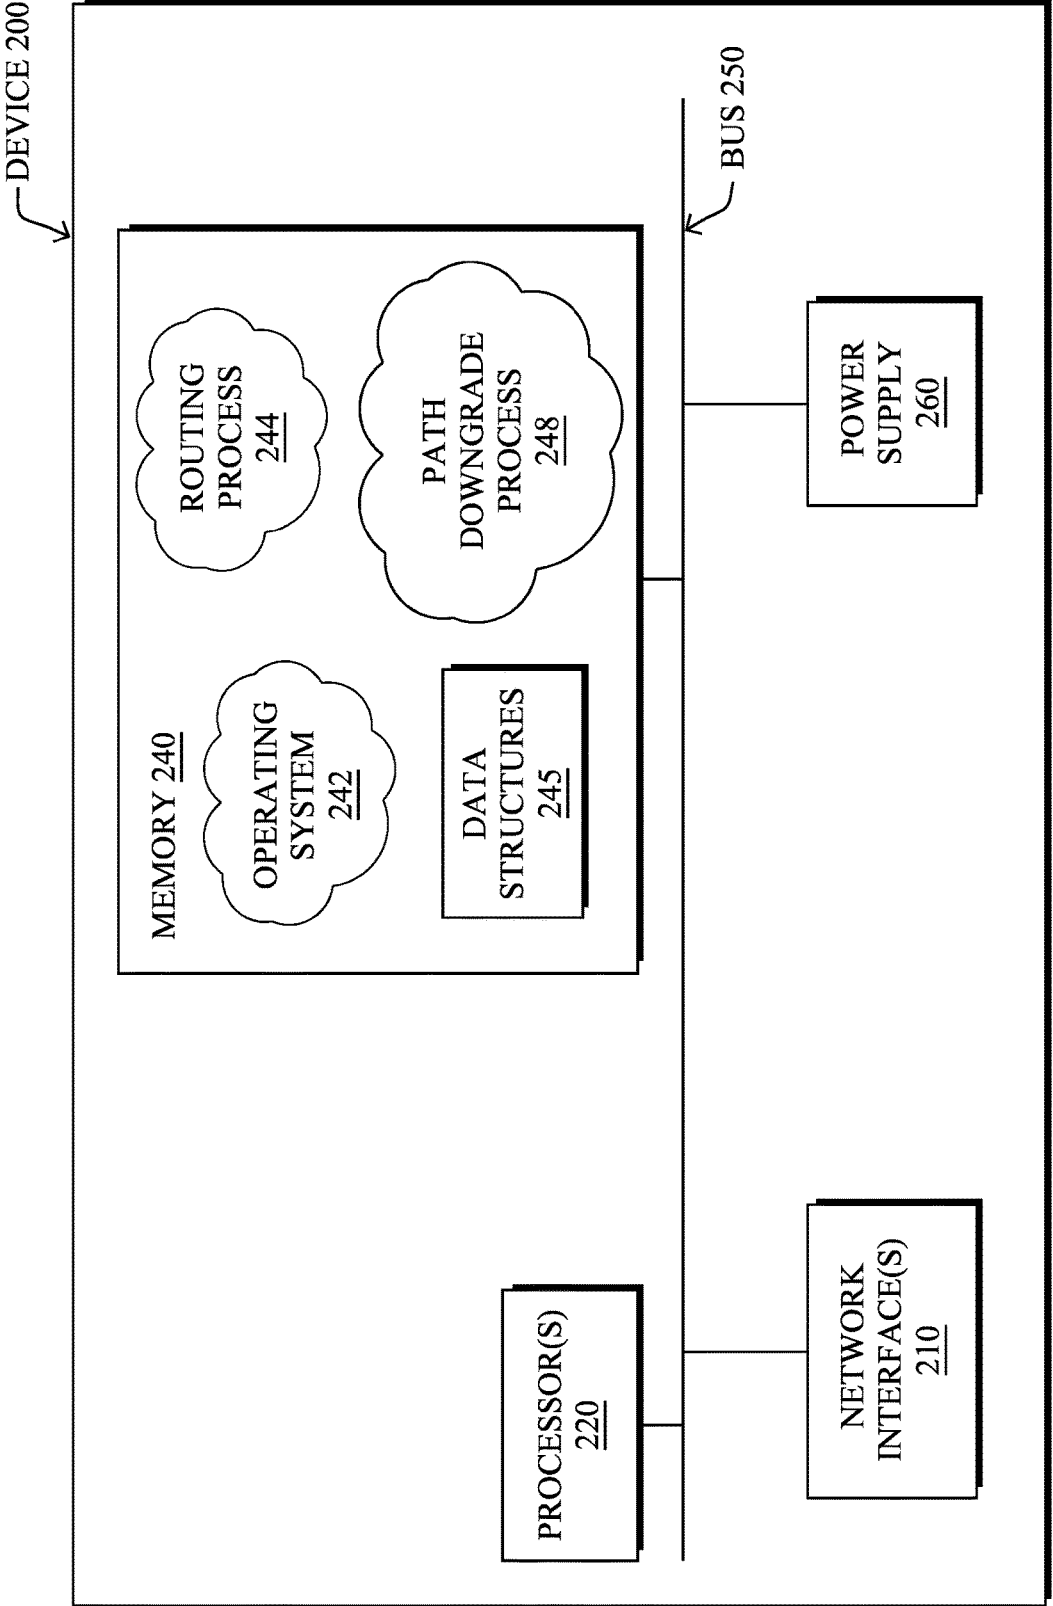 DEVICE 200
MEMORY 240
OPERATING
SYSTEM
242
ROUTING
PROCESS
244
DATA
STRUCTURES
245
PATH
DOWNGRADE
PROCESS
248
PROCESSOR(S)
220
BUS 250
NETWORK
INTERFACE(S)
210
POWER
SUPPLY
260